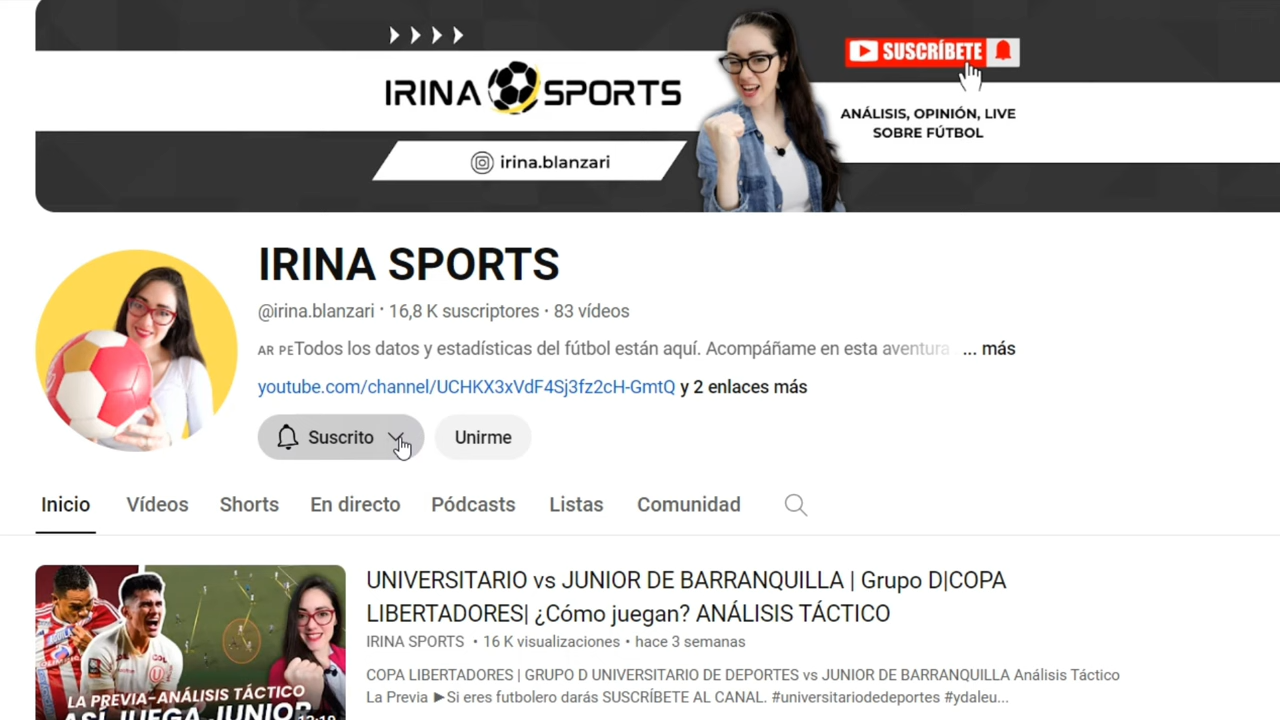 IRINA SPORTS
SUSCRÍBETE
ANÁLISIS, OPINIÓN, LIVE
SOBRE FÚTBOL
irina.blanzari
IRINA SPORTS
@irina.blanzari · 16,8 K suscriptores · 83 vídeos
AR PETodos los datos y estadísticas del fútbol están aquí. Acompáñame en esta aventura ... más
youtube.com/channel/UCHKX3xVdF4Sj3fz2cH-GmtQ y 2 enlaces más
Suscrito Unirme
Inicio Vídeos Shorts En directo Pódcasts Listas Comunidad
UNIVERSITARIO vs JUNIOR DE BARRANQUILLA | Grupo D|COPA
LIBERTADORES| ¿Cómo juegan? ANÁLISIS TÁCTICO
IRINA SPORTS • 16 K visualizaciones • hace 3 semanas
COPA LIBERTADORES | GRUPO D UNIVERSITARIO DE DEPORTES vs JUNIOR DE BARRANQUILLA Análisis Táctico
La Previa ►Si eres futbolero darás SUSCRÍBETE AL CANAL. #universitariodedeportes #ydaleu...
LA PREVIA-ANÁLISIS TÁCTICO
ASÍ JUEGA JUNIOR